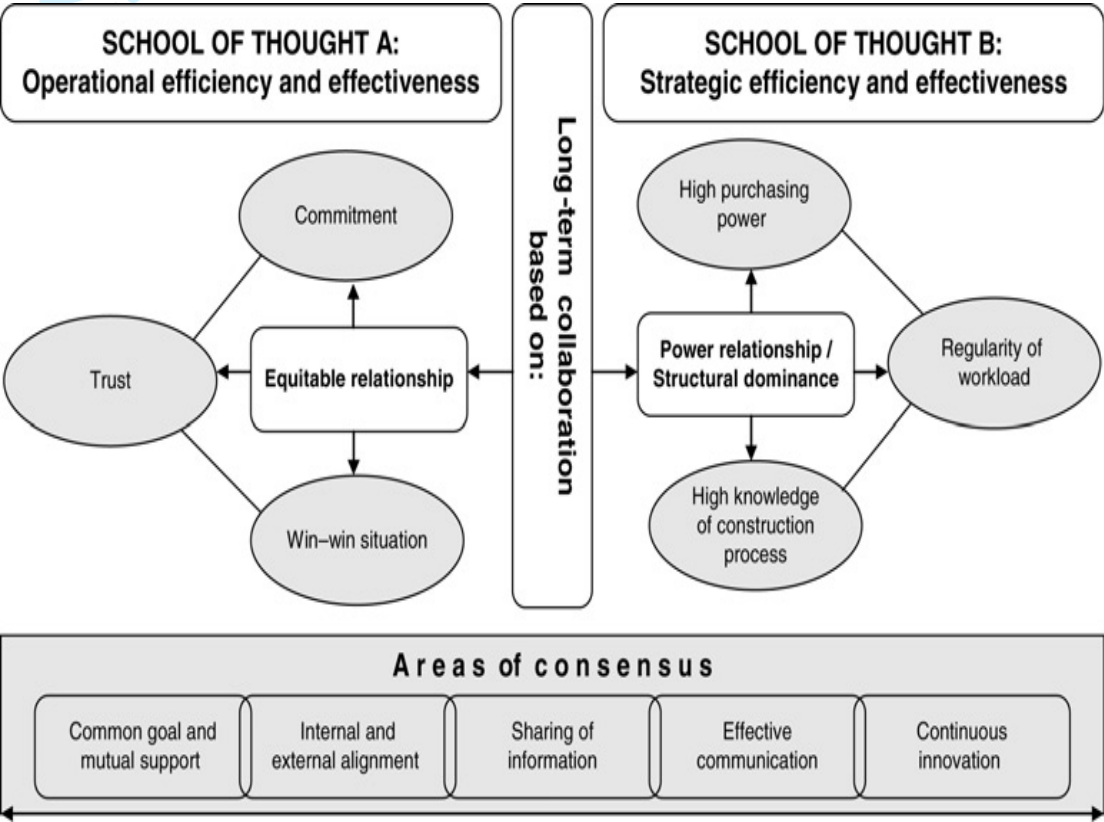 SCHOOL OF THOUGHT A:
Operational efficiency and effectiveness
Commitment
Trust
Equitable relationship
Win–win situation
Long-term collaboration
based on:
SCHOOL OF THOUGHT B:
Strategic efficiency and effectiveness
High purchasing
power
Power relationship /
Structural dominance
Regularity of
workload
High knowledge
of construction
process
Areas of consensus
Common goal and
mutual support
Internal and
external alignment
Sharing of
information
Effective
communication
Continuous
innovation